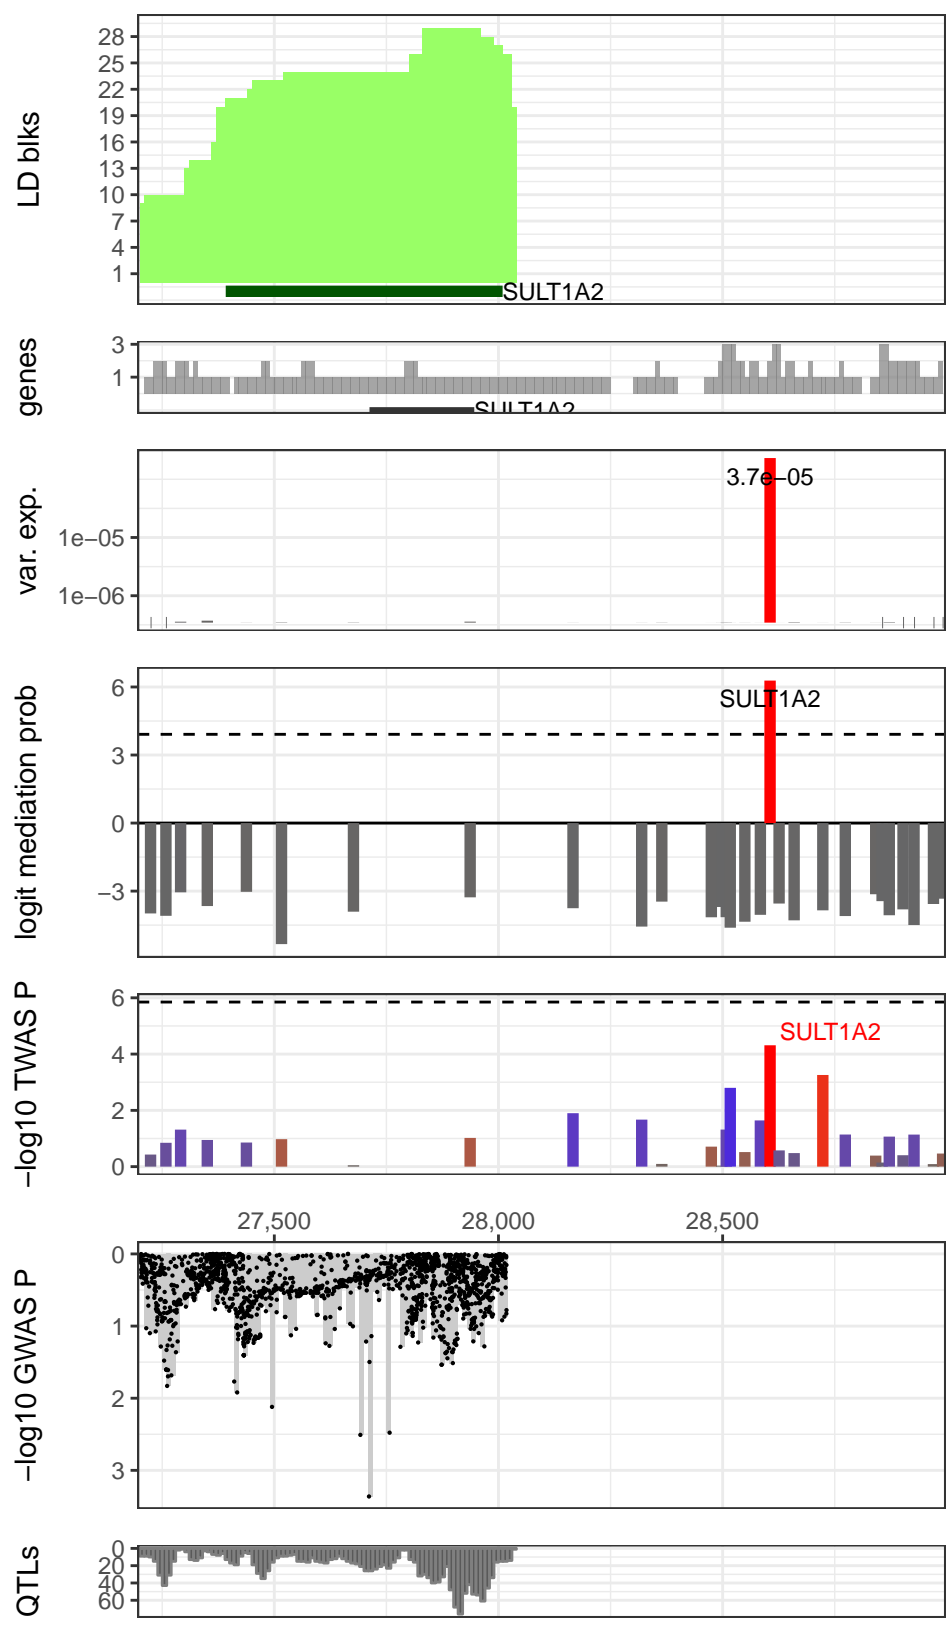 LD blks
28
25
22
19
16
13
10
7
4
1
SULT1A2
genes
3
1
SULT1A2
var. exp.
1e−05
1e−06
3.7e−05
logit mediation prob
6
3
0
−3
SULT1A2
−log10 TWAS P
6
4
2
0
SULT1A2
27,500 28,000 28,500
−log10 GWAS P
0
1
2
3
QTLs
0
20
40
60